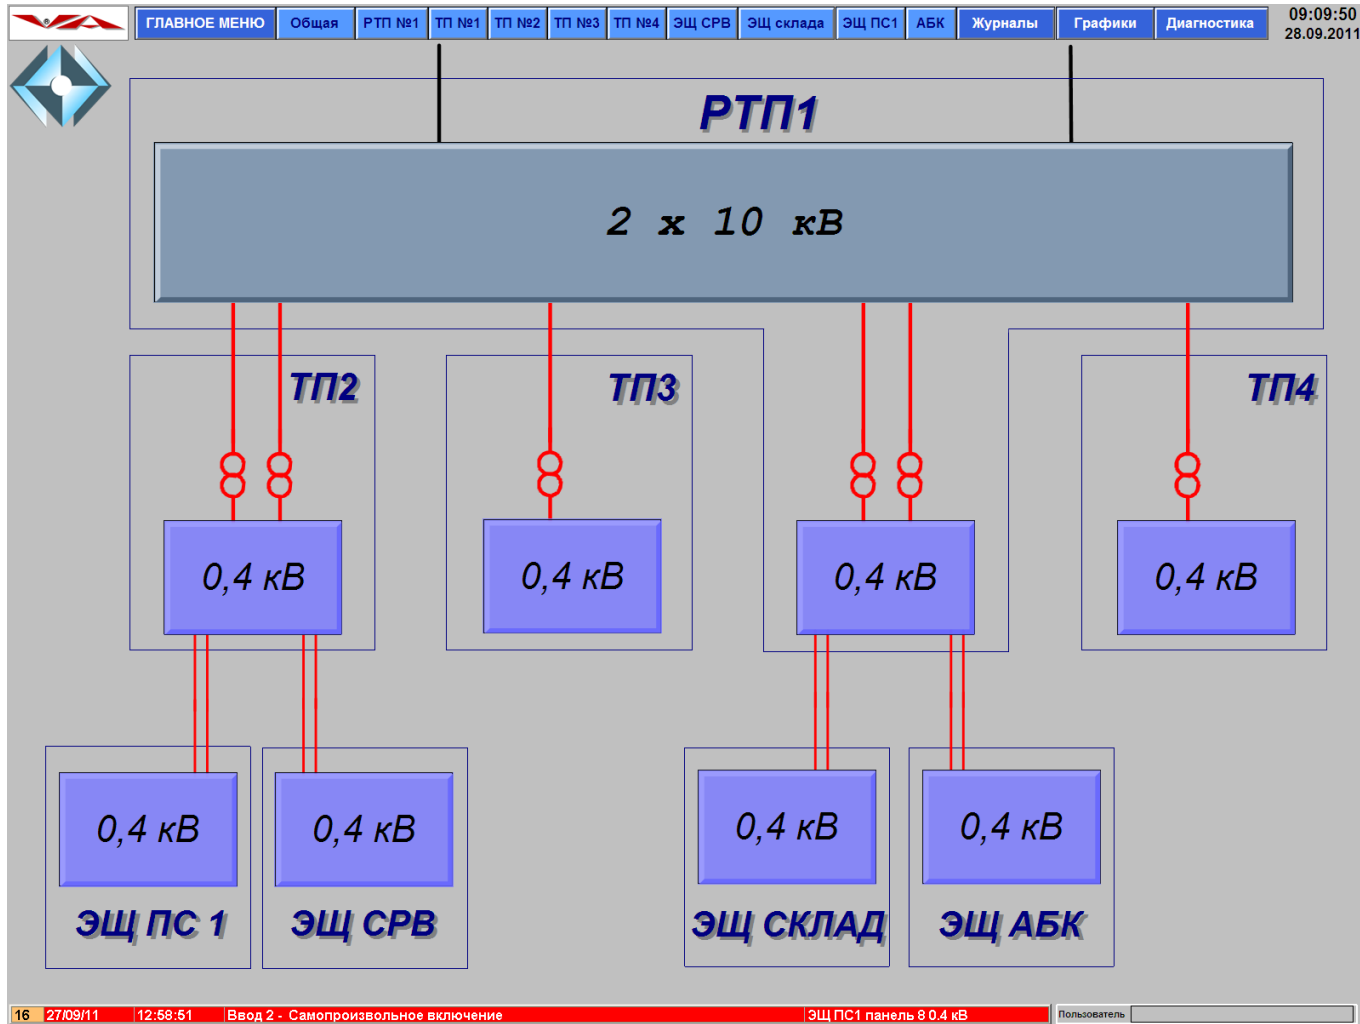 ГЛАВНОЕ МЕНЮ Общая РТП №1 ТП №1 ТП №2 ТП №3 ТП №4 ЭЩ СРВ ЭЩ склада ЭЩ ПС1 АБК Журналы Графики Диагностика 09:09:50
28.09.2011
РТП1
2 x 10 кВ
ТП2 ТП3 ТП4
0,4 кВ 0,4 кВ 0,4 кВ 0,4 кВ
0,4 кВ 0,4 кВ 0,4 кВ 0,4 кВ
ЭЩ ПС 1 ЭЩ СРВ ЭЩ СКЛАД ЭЩ АБК
16 27/09/11 12:58:51 Ввод 2 - Самопроизвольное включение ЭЩ ПС1 панель 8 0.4 кВ Пользователь